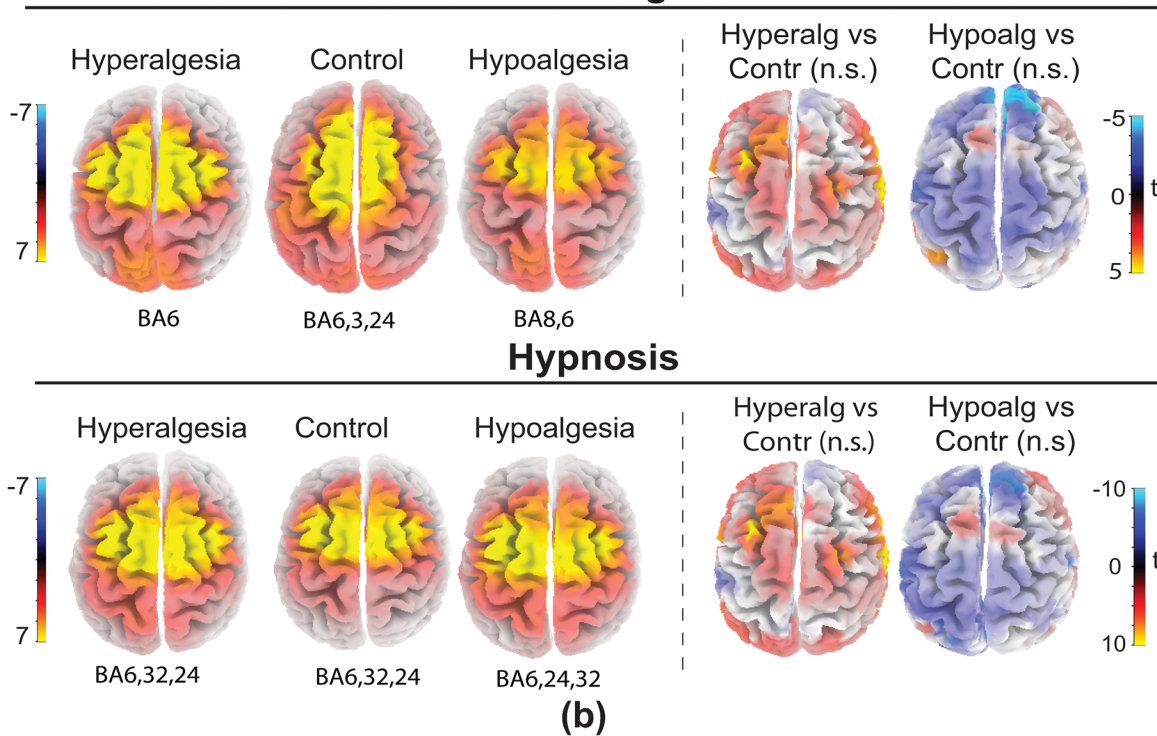 Hyperalgesia Control Hypoalgesia
Hyperalg vs
Contr (n.s.)
Hypoalg vs
Contr (n.s.)
-7
7
-5
0 t
5
BA6 BA6,3,24 BA8,6
Hypnosis
Hyperalgesia Control Hypoalgesia
Hyperalg vs
Contr (n.s.)
Hypoalg vs
Contr (n.s)
-7
7
-10
0 t
10
BA6,32,24 BA6,32,24 BA6,24,32
(b)